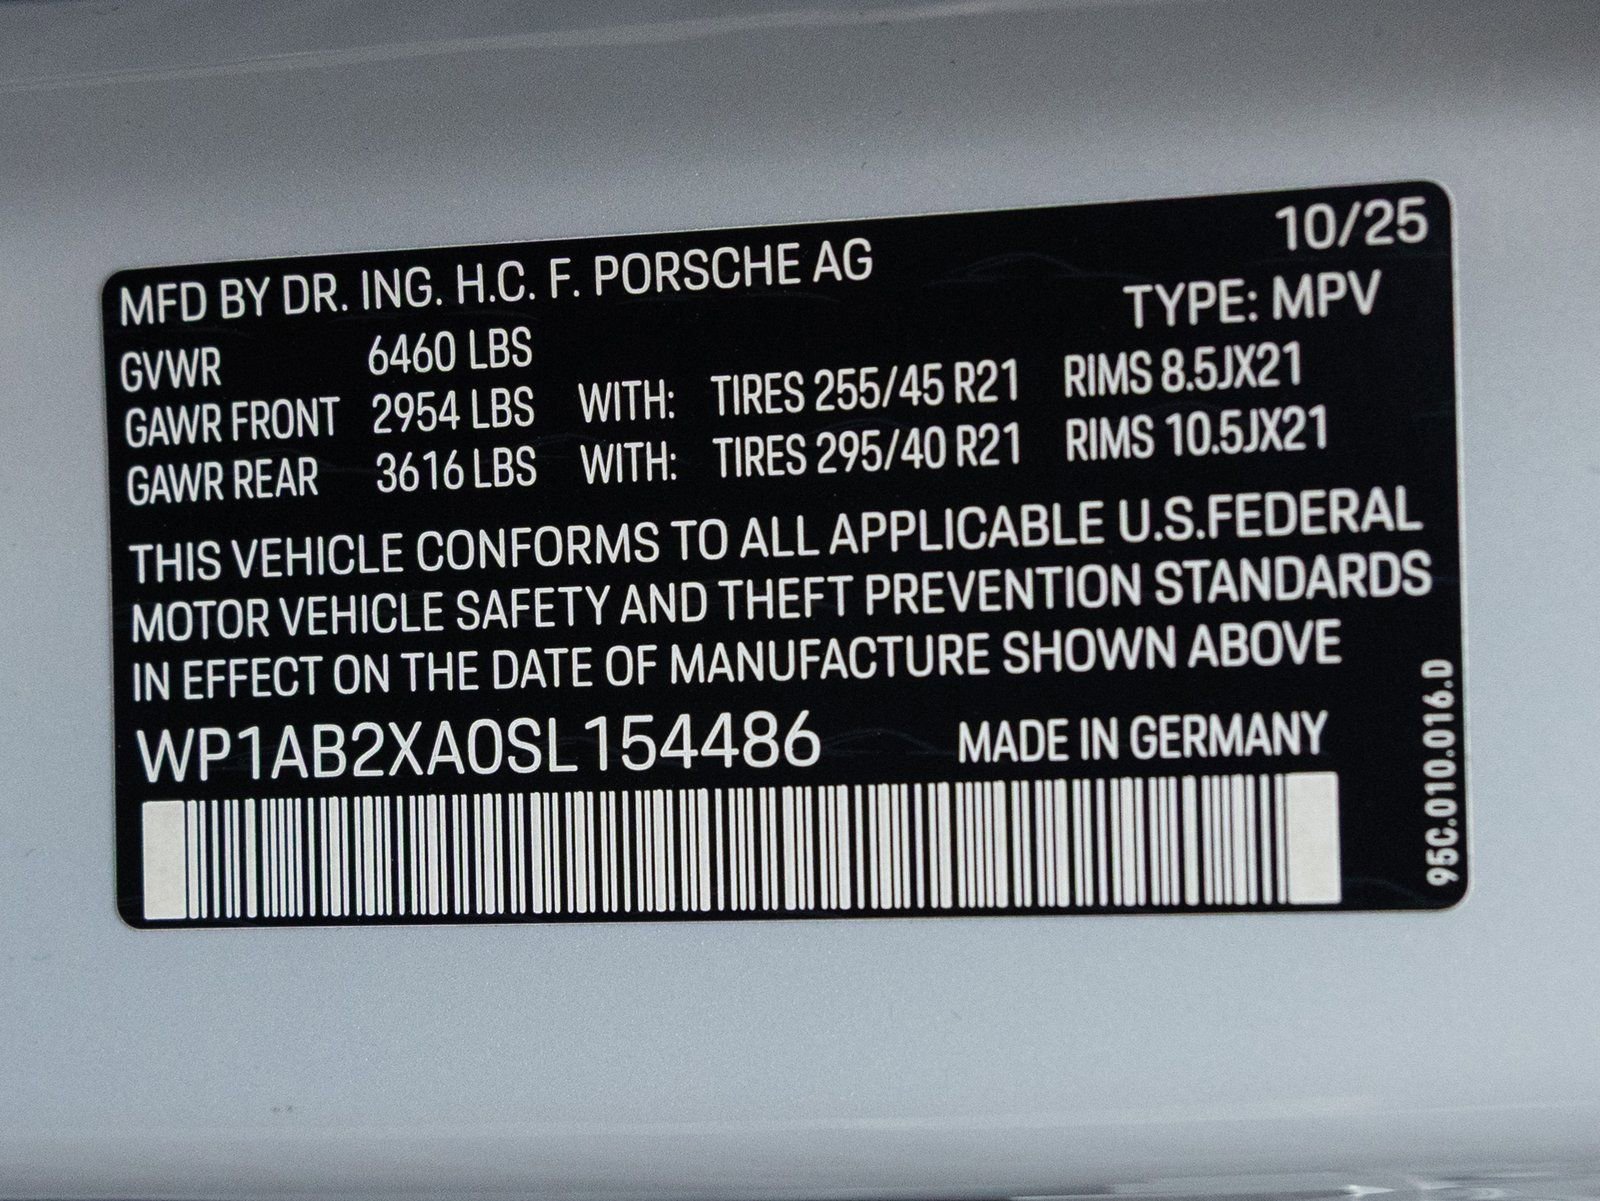 10/25
MFD BY DR. ING. H.C. F. PORSCHE AG
TYPE: MPV
GVWR 6460 LBS
GAWR FRONT 2954 LBS WITH: TIRES 255/45 R21 RIMS 8.5JX21
GAWR REAR 3616 LBS WITH: TIRES 295/40 R21 RIMS 10.5JX21
THIS VEHICLE CONFORMS TO ALL APPLICABLE U.S.FEDERAL
MOTOR VEHICLE SAFETY AND THEFT PREVENTION STANDARDS
IN EFFECT ON THE DATE OF MANUFACTURE SHOWN ABOVE
WP1AB2XA0SL154486 MADE IN GERMANY
95C.010.016.D